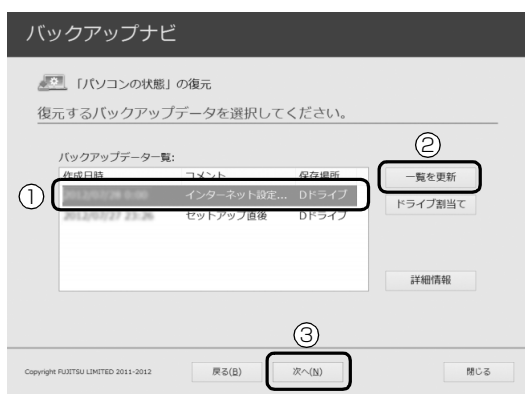 バックアップナビ
「パソコンの状態」の復元
復元するバックアップデータを選択してください。
バックアップデータ一覧:
②
作成日時 コメント 保存場所
一覧を更新
①
インターネット設定... Dドライブ
ドライブ割当て
セットアップ直後 Dドライブ
詳細情報
③
Copyright FUJITSU LIMITED 2011-2012
戻る(B)
次へ(N)
閉じる